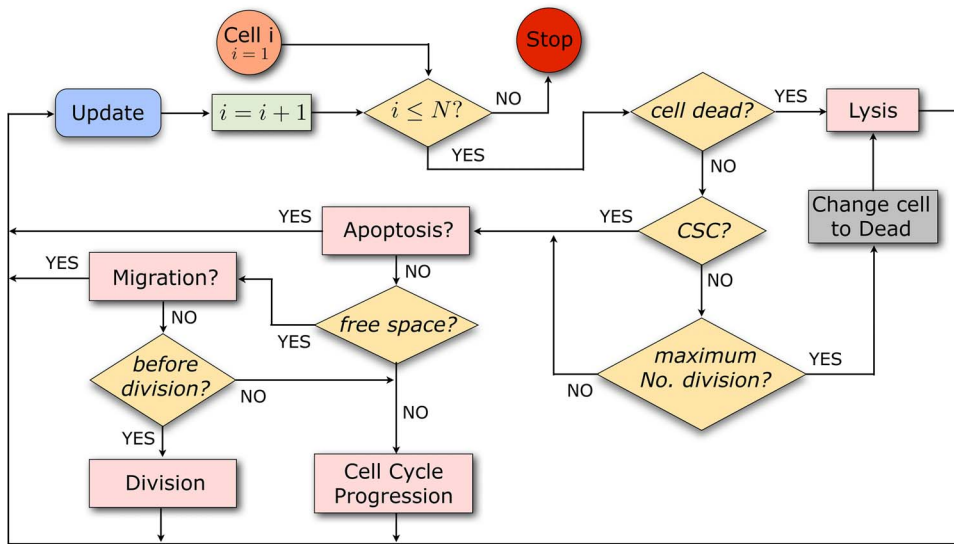 Cell i
i = 1
Stop
Update
i = i + 1
i ≤ N?
NO
YES
cell dead?
YES
Lysis
NO
Change cell
to Dead
CSC?
YES
NO
Apoptosis?
YES
NO
Migration?
YES
NO
free space?
YES
NO
maximum
No. division?
YES
NO
before
division?
NO
YES
Division
Cell Cycle
Progression